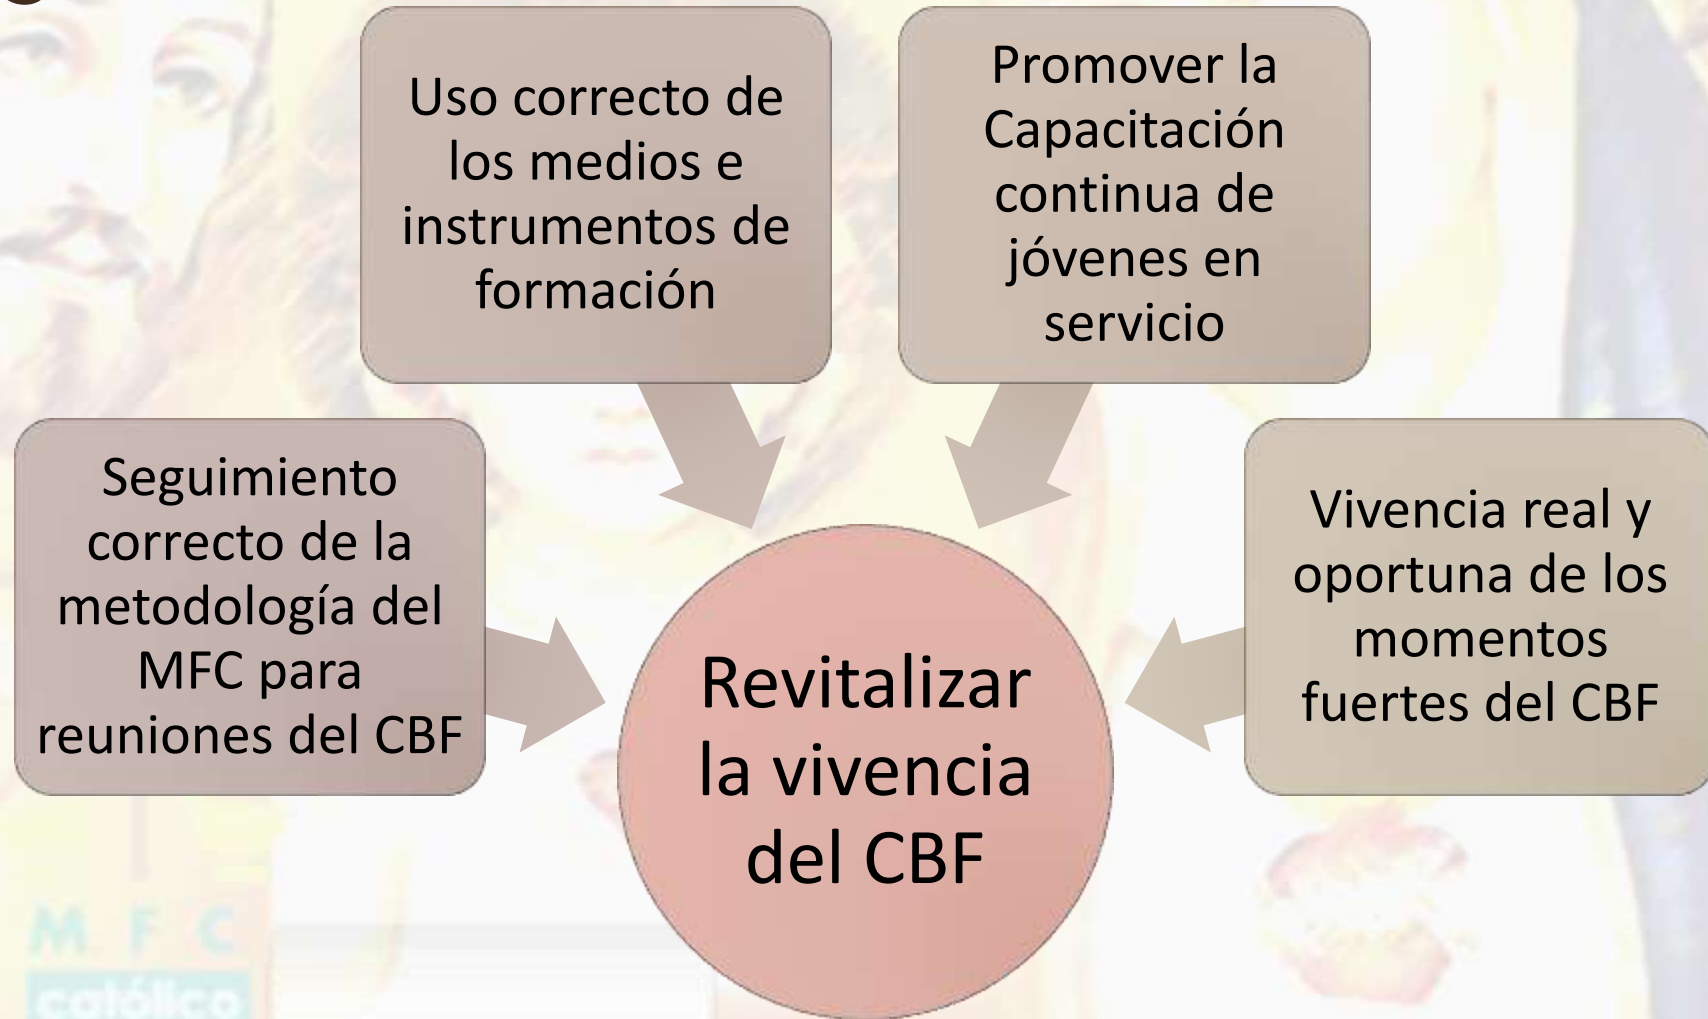 Uso correcto de
los medios e
instrumentos de
formación
Promover la
Capacitación
continua de
jóvenes en
servicio
Seguimiento
correcto de la
metodología del
MFC para
reuniones del CBF
Vivencia real y
oportuna de los
momentos
fuertes del CBF
Revitalizar
la vivencia
del CBF
M F C
católico